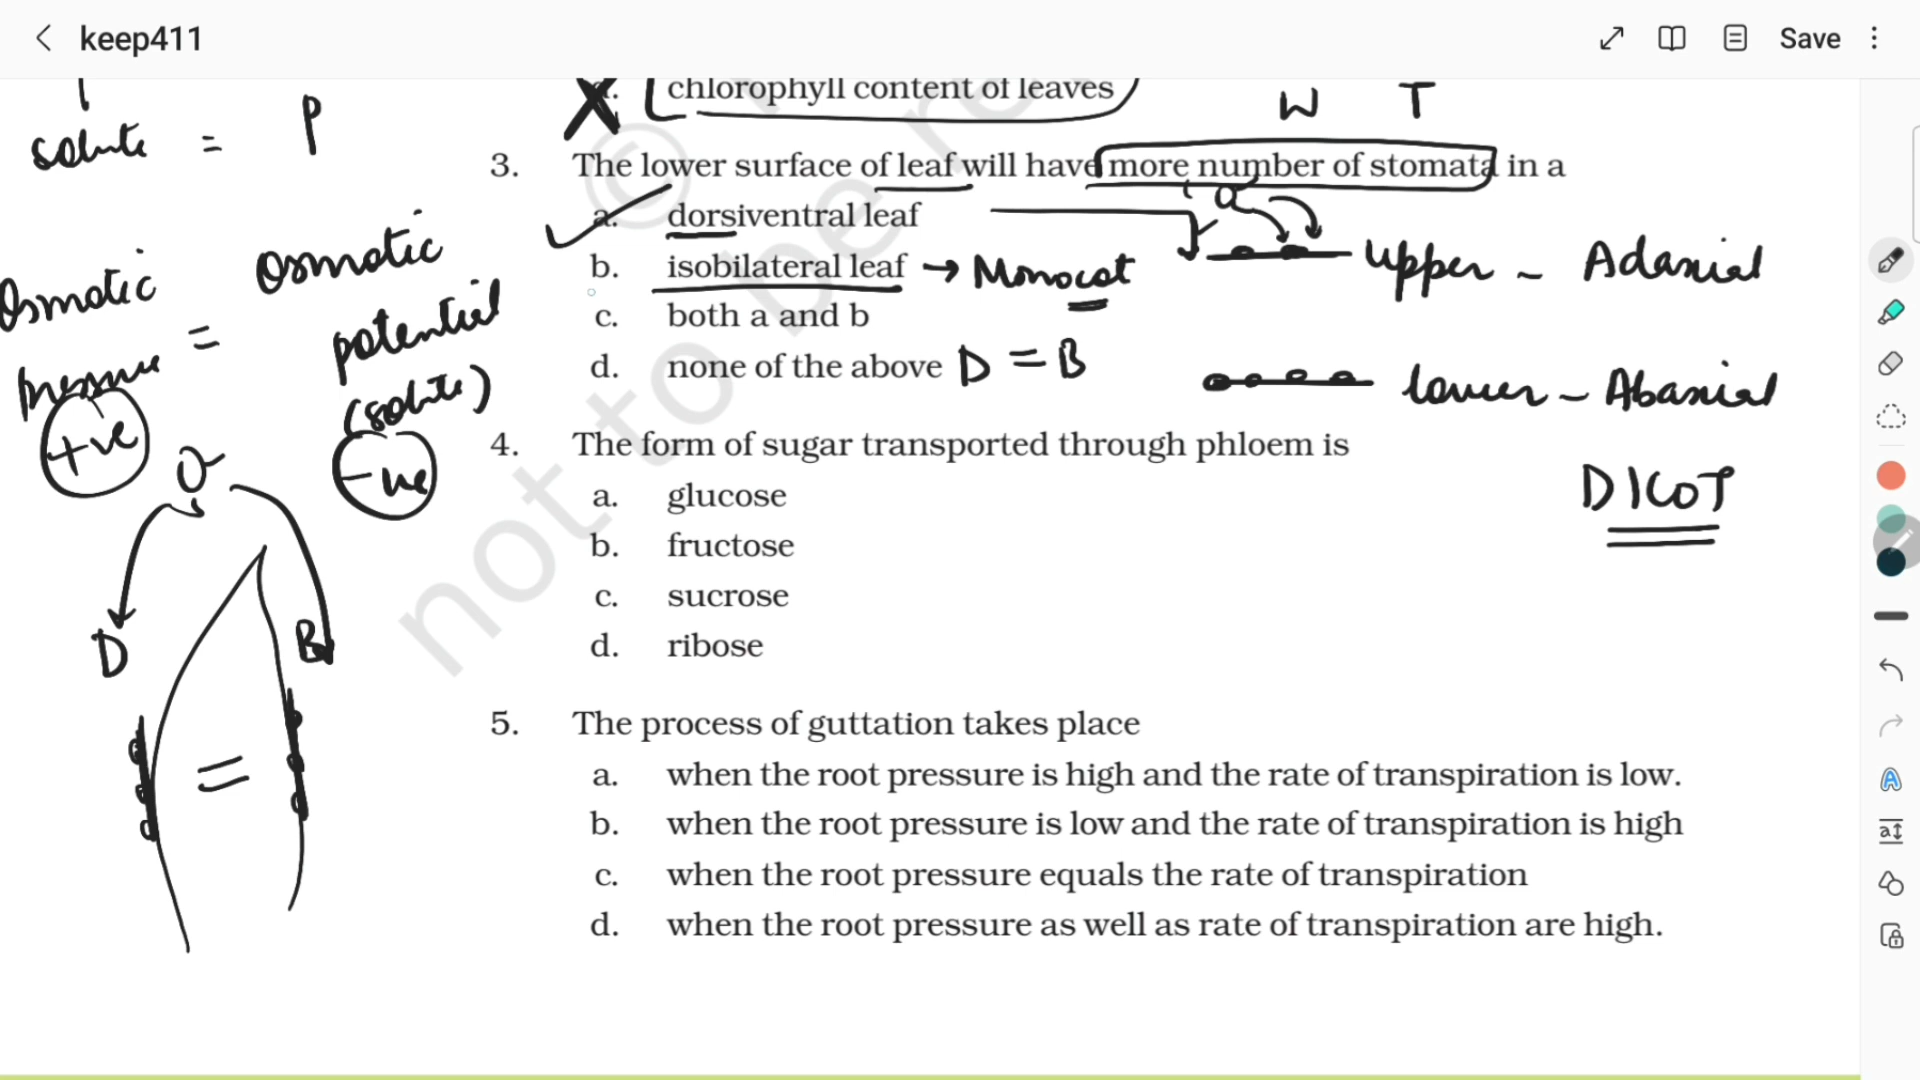 keep411
Save
chlorophyll content of leaves
W T
solute = P
3. The lower surface of leaf will have more number of stomata in a
a. dorsiventral leaf
b. isobilateral leaf → Monocot
c. both a and b
d. none of the above D = B
upper - Adaxial
lower - Abaxial
DICOT
Osmotic pressure = osmotic potential
(solute)
+ve
-ve
D
B
=
4. The form of sugar transported through phloem is
a. glucose
b. fructose
c. sucrose
d. ribose
5. The process of guttation takes place
a. when the root pressure is high and the rate of transpiration is low.
b. when the root pressure is low and the rate of transpiration is high
c. when the root pressure equals the rate of transpiration
d. when the root pressure as well as rate of transpiration are high.
© not to be re